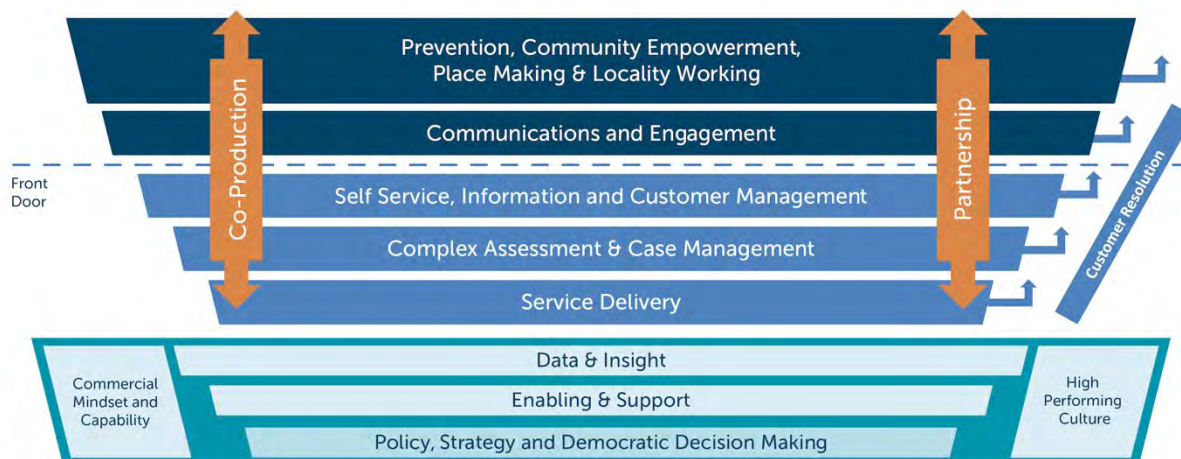 Prevention, Community Empowerment,
Place Making & Locality Working
Co-Production
Partnership
Communications and Engagement
Front
Door
Self Service, Information and Customer Management
Customer Resolution
Complex Assessment & Case Management
Service Delivery
Commercial
Mindset and
Capability
Data & Insight
Enabling & Support
Policy, Strategy and Democratic Decision Making
High
Performing
Culture